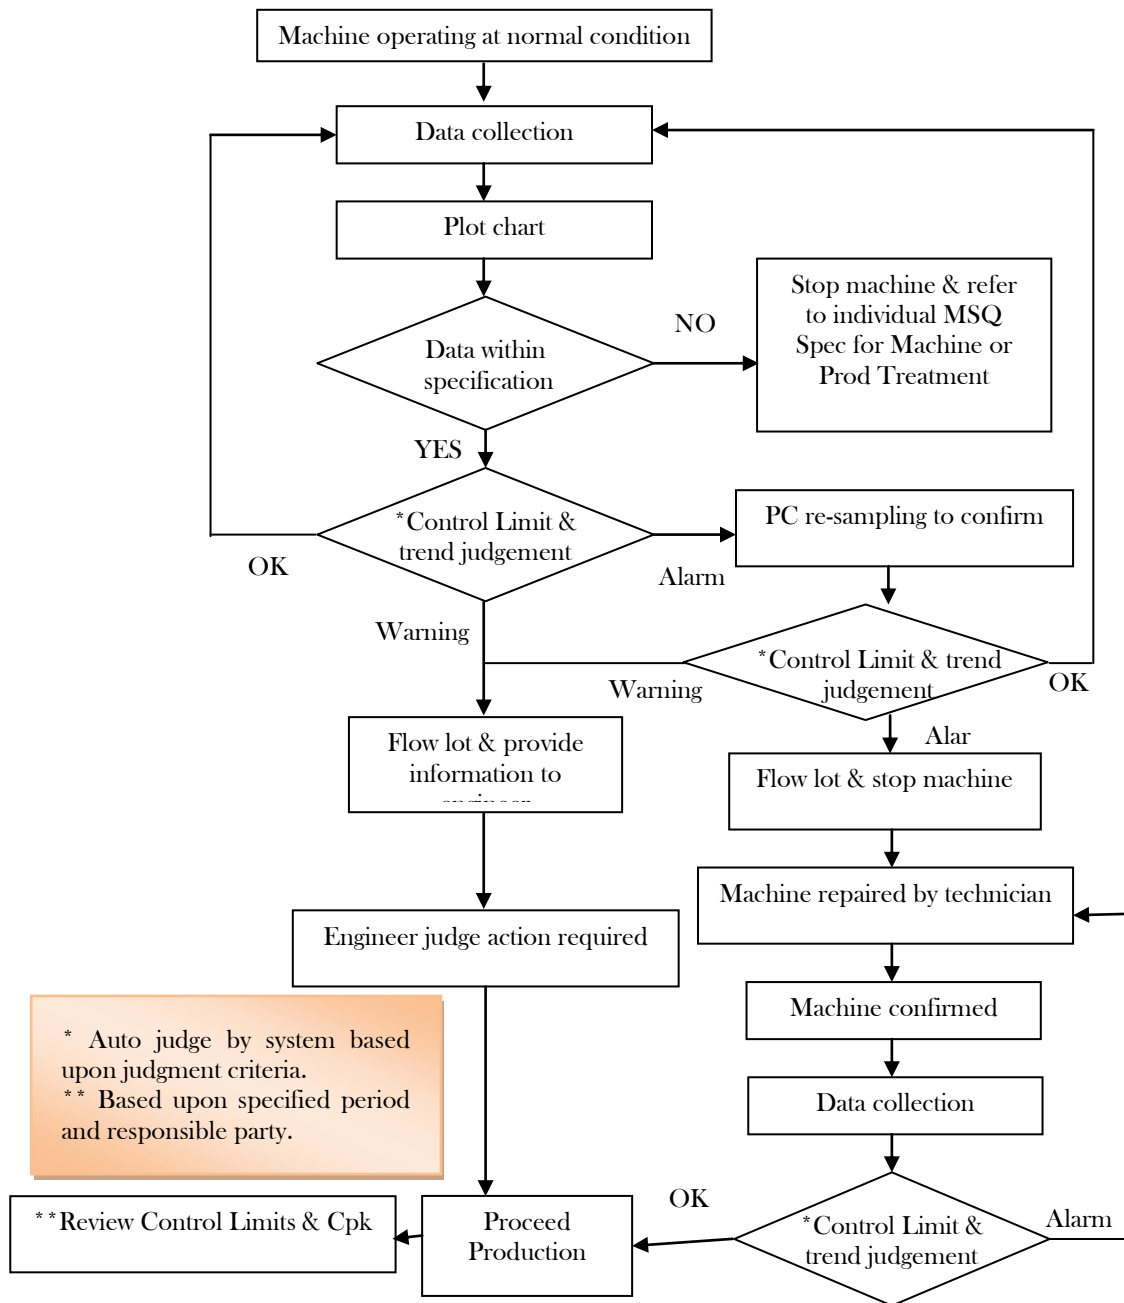 Machine operating at normal condition
Data collection
Plot chart
Stop machine & refer
to individual MSQ
Spec for Machine or
Prod Treatment
NO
Data within
specification
YES
*Control Limit &
trend judgement
PC re-sampling to confirm
OK
Alarm
Warning
*Control Limit & trend
judgement
Warning
OK
Flow lot & provide
information to
Alar
Flow lot & stop machine
Machine repaired by technician
Engineer judge action required
Machine confirmed
* Auto judge by system based
upon judgment criteria.
** Based upon specified period
and responsible party.
Data collection
OK
**Review Control Limits & Cpk
Proceed
Production
*Control Limit &
trend judgement
Alarm